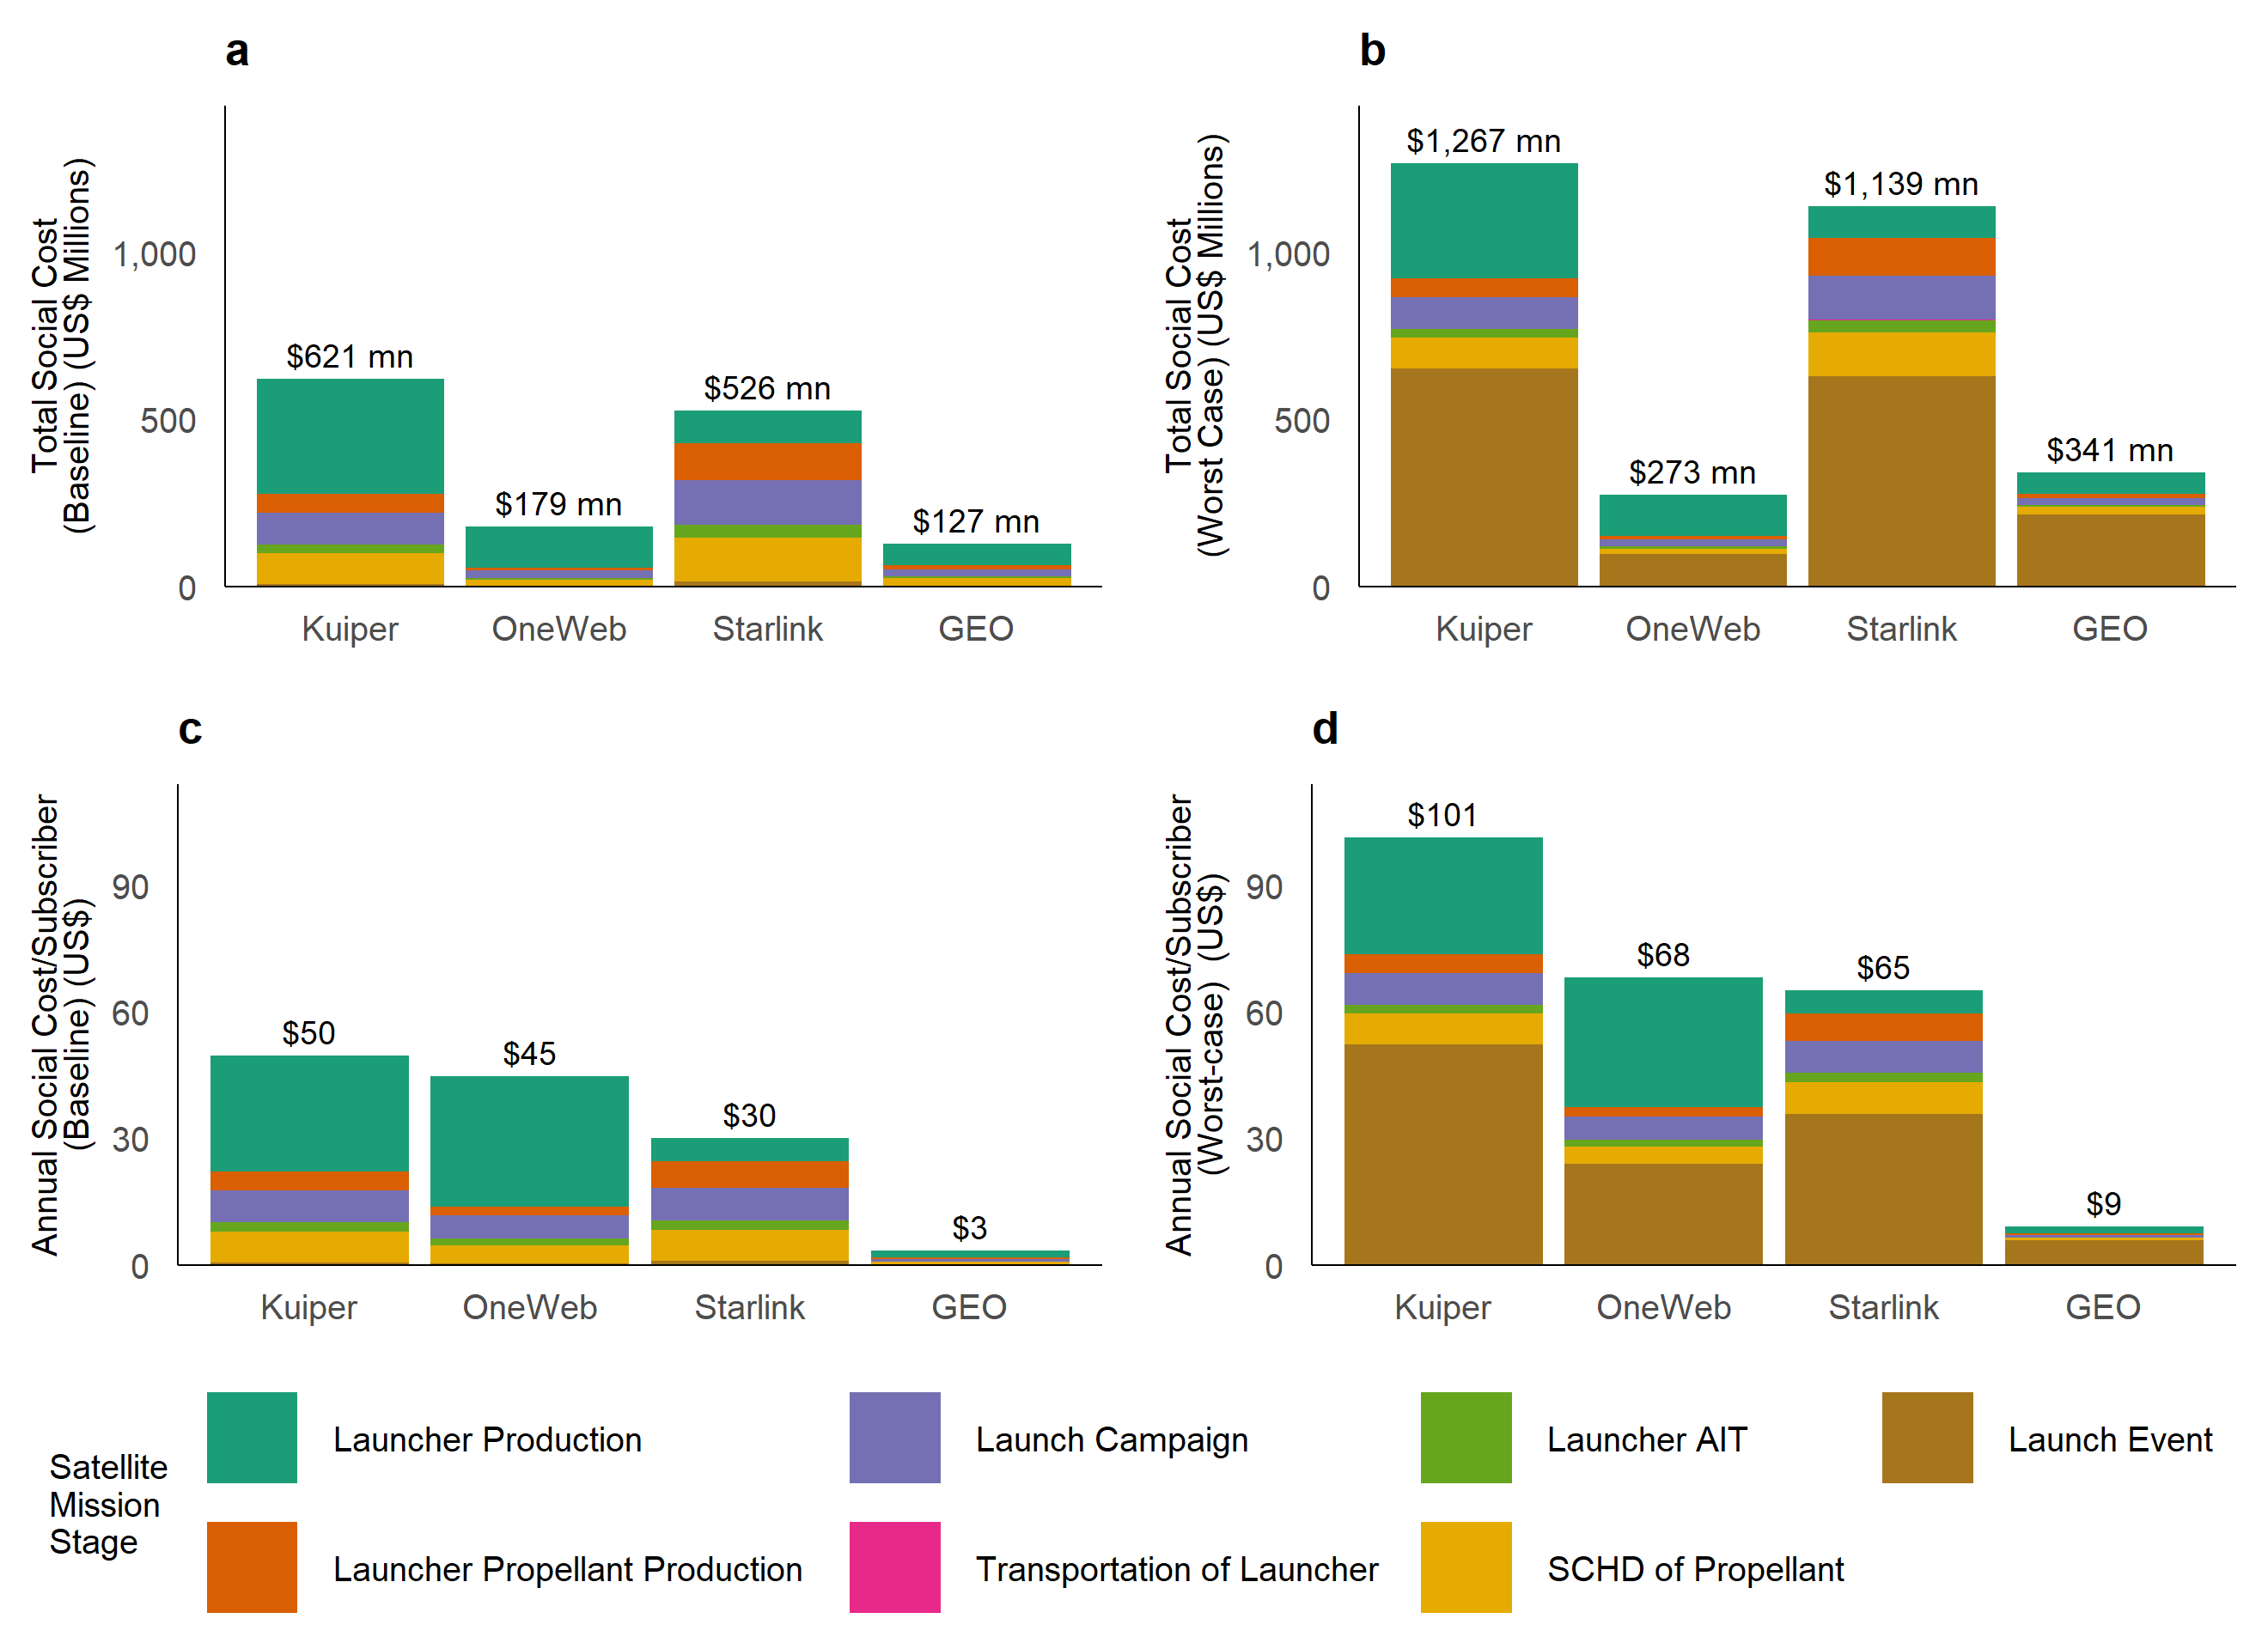 a
Total Social Cost
(Baseline) (US$ Millions)
1,000
500
0
$621 mn
$179 mn
$526 mn
$127 mn
Kuiper
OneWeb
Starlink
GEO
b
Total Social Cost
(Worst Case) (US$ Millions)
1,000
500
0
$1,267 mn
$273 mn
$1,139 mn
$341 mn
Kuiper
OneWeb
Starlink
GEO
c
Annual Social Cost/Subscriber
(Baseline) (US$)
90
60
30
0
$50
$45
$30
$3
Kuiper
OneWeb
Starlink
GEO
d
Annual Social Cost/Subscriber
(Worst-case) (US$)
90
60
30
0
$101
$68
$65
$9
Kuiper
OneWeb
Starlink
GEO
Satellite
Mission
Stage
Launcher Production
Launch Campaign
Launcher AIT
Launch Event
Launcher Propellant Production
Transportation of Launcher
SCHD of Propellant